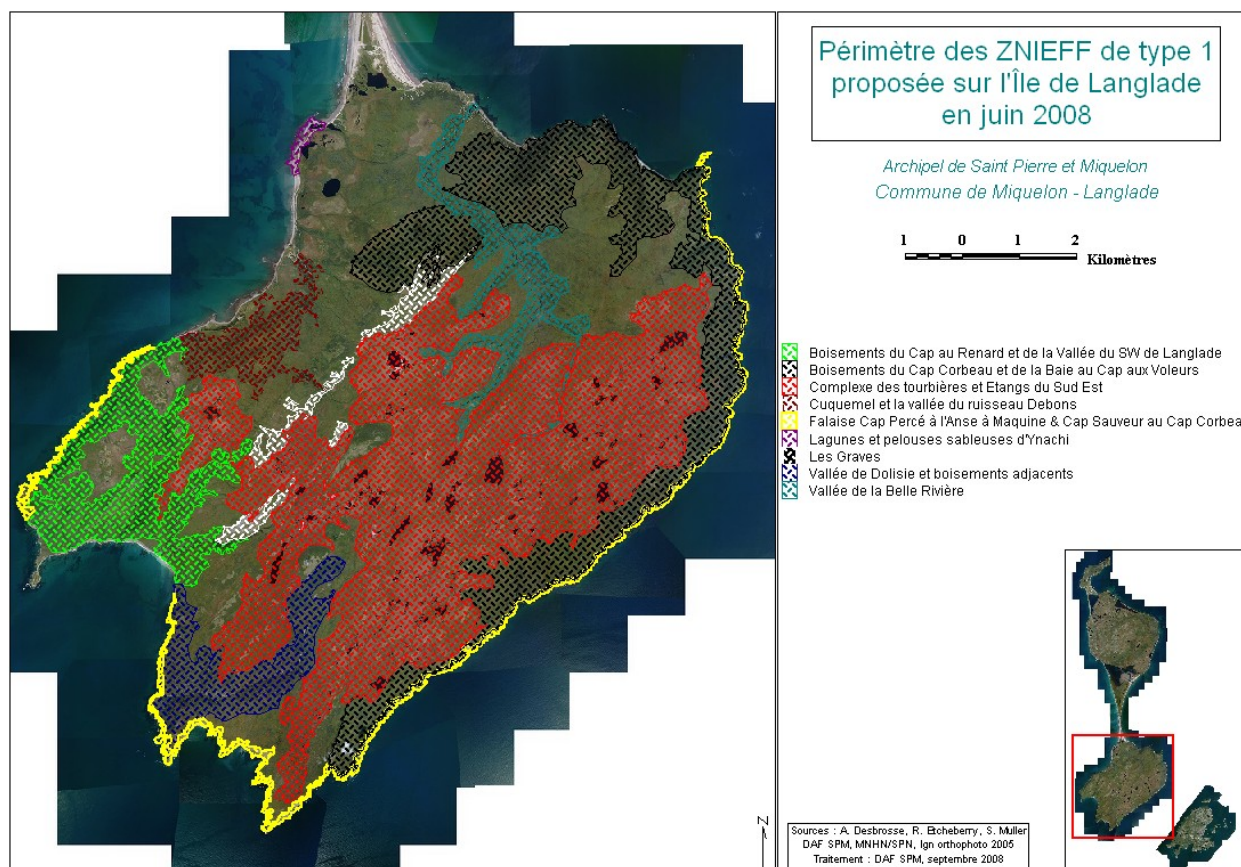 Périmètre des ZNIEFF de type 1
proposée sur l'Île de Langlade
en juin 2008
Archipel de Saint Pierre et Miquelon
Commune de Miquelon - Langlade
1 0 1 2
Kilomètres
Boisements du Cap au Renard et de la Vallée du SW de Langlade
Boisements du Cap Corbeau et de la Baie au Cap aux Voleurs
Complexe des tourbières et Etangs du Sud Est
Cuquemel et la vallée du ruisseau Debons
Falaise Cap Percé à l'Anse à Maquine & Cap Sauveur au Cap Corbea
Lagunes et pelouses sableuses d'Ynachi
Les Graves
Vallée de Dolisie et boisements adjacents
Vallée de la Belle Rivière
N
Sources : A. Desbrosse, R. Etcheberry, S. Muller
DAF SPM, MNHN/SPN, Ign orthophoto 2005
Traitement : DAF SPM, septembre 2008